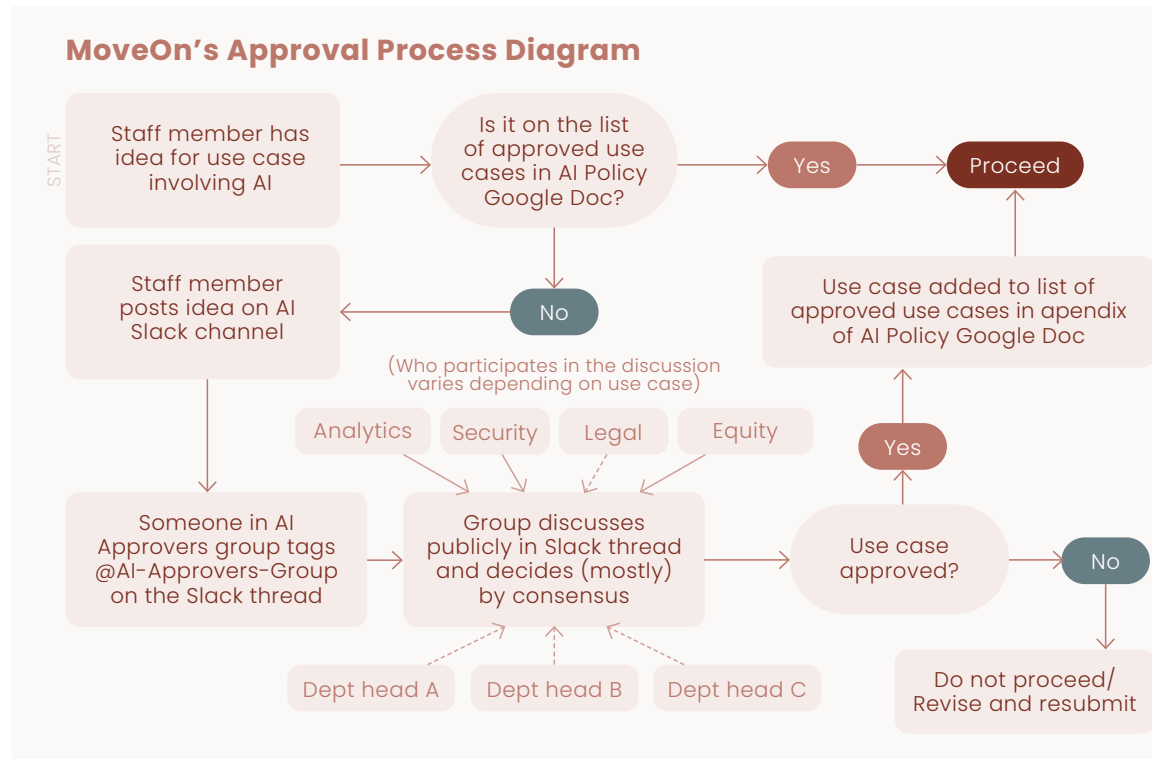 MoveOn's Approval Process Diagram
START
Staff member has
idea for use case
involving AI
Is it on the list
of approved use
cases in AI Policy
Google Doc?
Yes
Proceed
Staff member
posts idea on AI
Slack channel
No
Use case added to list of
approved use cases in apendix
of AI Policy Google Doc
(Who participates in the discussion
varies depending on use case)
Analytics
Security
Legal
Equity
Yes
Someone in AI
Approvers group tags
@AI-Approvers-Group
on the Slack thread
Group discusses
publicly in Slack thread
and decides (mostly)
by consensus
Use case
approved?
No
Dept head A
Dept head B
Dept head C
Do not proceed/
Revise and resubmit